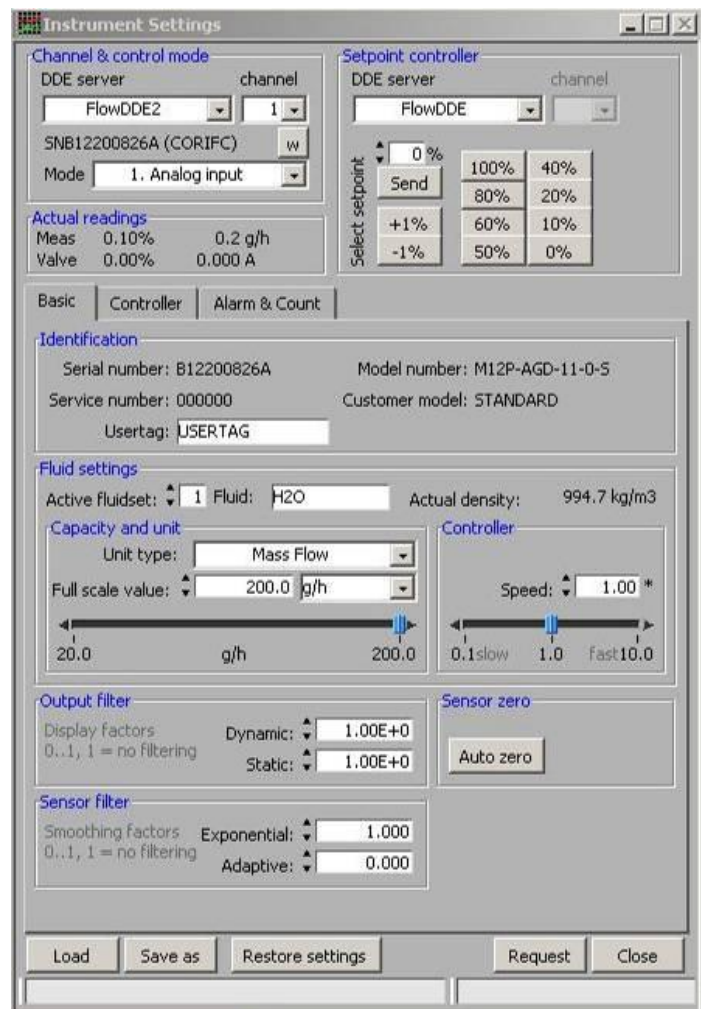 Instrument Settings
Channel & control mode
DDE server channel
FlowDDE2 1
SNB12200826A (CORIFC) w
Mode 1. Analog input
Setpoint controller
DDE server channel
FlowDDE
Select setpoint
0 %
Send
+1%
-1%
100% 40%
80% 20%
60% 10%
50% 0%
Actual readings
Meas 0.10% 0.2 g/h
Valve 0.00% 0.000 A
Basic Controller Alarm & Count
Identification
Serial number: B12200826A Model number: M12P-AGD-11-0-S
Service number: 000000 Customer model: STANDARD
Usertag: USERTAG
Fluid settings
Active fluidset: 1 Fluid: H2O Actual density: 994.7 kg/m3
Capacity and unit
Unit type: Mass Flow
Full scale value: 200.0 g/h
20.0 g/h 200.0
Controller
Speed: 1.00 *
0.1 slow 1.0 fast 10.0
Output filter
Display factors
0..1, 1 = no filtering
Dynamic: 1.00E+0
Static: 1.00E+0
Sensor zero
Auto zero
Sensor filter
Smoothing factors
0..1, 1 = no filtering
Exponential: 1.000
Adaptive: 0.000
Load Save as Restore settings Request Close